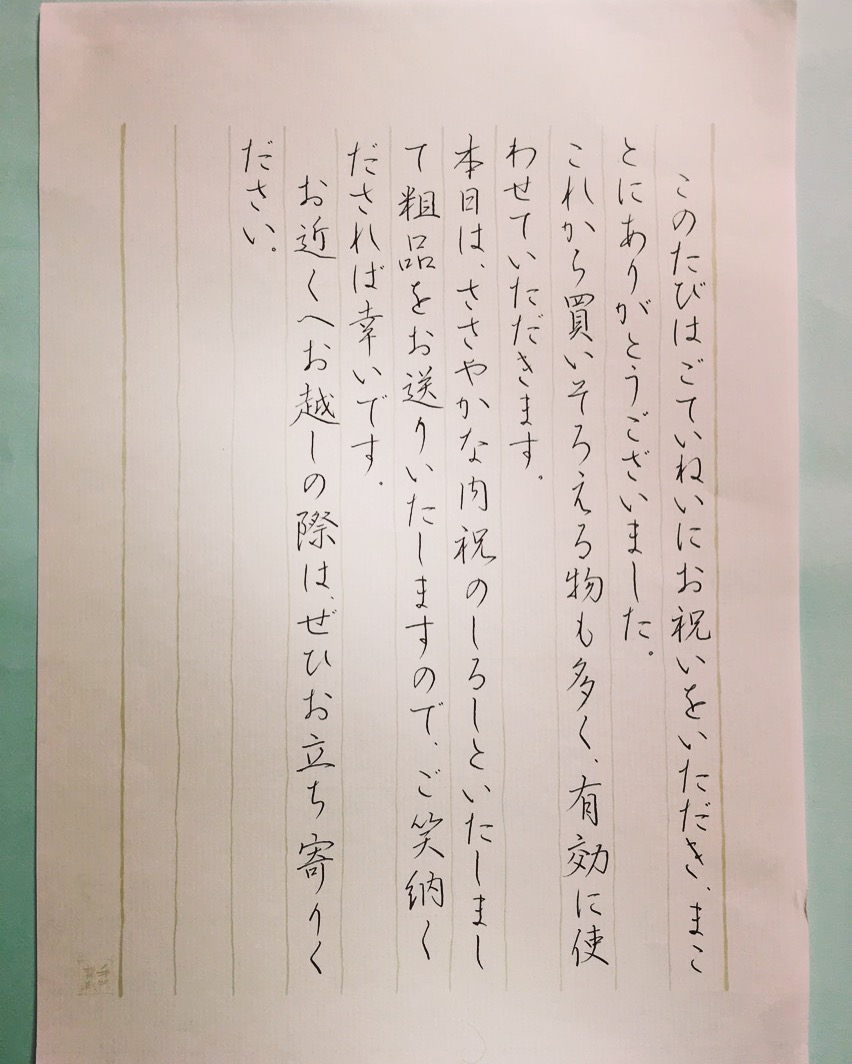 このたびはごていねいにお祝いをいただき、まこ
とにありがとうございました。
これから買いそろえる物も多く、有効に使
わせていただきます。
本日は、ささやかな内祝のしるしといたしまし
て粗品をお送りいたしますので、ご笑納く
だされば幸いです。
お近くへお越しの際は、ぜひお立ち寄りく
ださい。